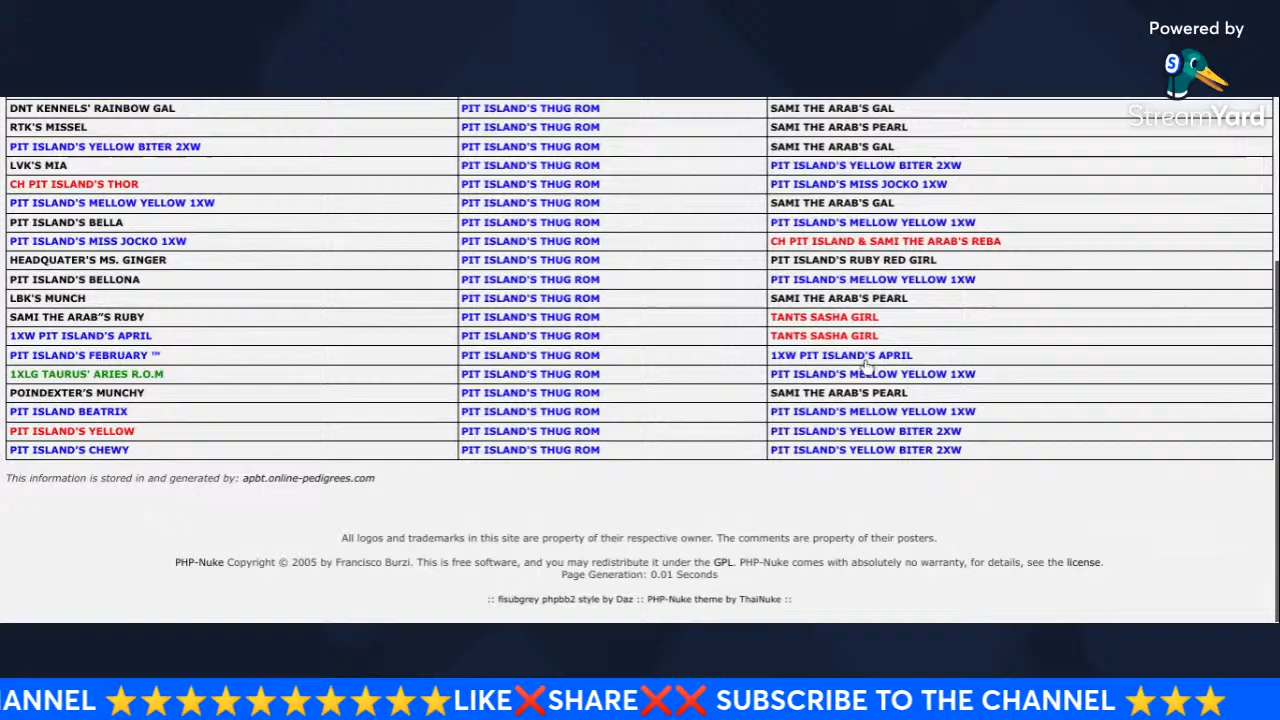 Powered by
StreamYard
DNT KENNELS' RAINBOW GAL PIT ISLAND'S THUG ROM SAMI THE ARAB'S GAL
RTK'S MISSEL PIT ISLAND'S THUG ROM SAMI THE ARAB'S PEARL
PIT ISLAND'S YELLOW BITER 2XW PIT ISLAND'S THUG ROM SAMI THE ARAB'S GAL
LVK'S MIA PIT ISLAND'S THUG ROM PIT ISLAND'S YELLOW BITER 2XW
CH PIT ISLAND'S THOR PIT ISLAND'S THUG ROM PIT ISLAND'S MISS JOCKO 1XW
PIT ISLAND'S MELLOW YELLOW 1XW PIT ISLAND'S THUG ROM SAMI THE ARAB'S GAL
PIT ISLAND'S BELLA PIT ISLAND'S THUG ROM PIT ISLAND'S MELLOW YELLOW 1XW
PIT ISLAND'S MISS JOCKO 1XW PIT ISLAND'S THUG ROM CH PIT ISLAND & SAMI THE ARAB'S REBA
HEADQUATER'S MS. GINGER PIT ISLAND'S THUG ROM PIT ISLAND'S RUBY RED GIRL
PIT ISLAND'S BELLONA PIT ISLAND'S THUG ROM PIT ISLAND'S MELLOW YELLOW 1XW
LBK'S MUNCH PIT ISLAND'S THUG ROM SAMI THE ARAB'S PEARL
SAMI THE ARAB"S RUBY PIT ISLAND'S THUG ROM TANTS SASHA GIRL
1XW PIT ISLAND'S APRIL PIT ISLAND'S THUG ROM TANTS SASHA GIRL
PIT ISLAND'S FEBRUARY ™ PIT ISLAND'S THUG ROM 1XW PIT ISLAND'S APRIL
1XLG TAURUS' ARIES R.O.M PIT ISLAND'S THUG ROM PIT ISLAND'S MELLOW YELLOW 1XW
POINDEXTER'S MUNCHY PIT ISLAND'S THUG ROM SAMI THE ARAB'S PEARL
PIT ISLAND BEATRIX PIT ISLAND'S THUG ROM PIT ISLAND'S MELLOW YELLOW 1XW
PIT ISLAND'S YELLOW PIT ISLAND'S THUG ROM PIT ISLAND'S YELLOW BITER 2XW
PIT ISLAND'S CHEWY PIT ISLAND'S THUG ROM PIT ISLAND'S YELLOW BITER 2XW
This information is stored in and generated by: apbt.online-pedigrees.com
All logos and trademarks in this site are property of their respective owner. The comments are property of their posters.
PHP-Nuke Copyright © 2005 by Francisco Burzi. This is free software, and you may redistribute it under the GPL. PHP-Nuke comes with absolutely no warranty, for details, see the license.
Page Generation: 0.01 Seconds
:: fisubgrey phpbb2 style by Daz :: PHP-Nuke theme by ThaiNuke ::
ANNEL ⭐⭐⭐⭐⭐⭐⭐⭐⭐⭐LIKE❌SHARE❌❌ SUBSCRIBE TO THE CHANNEL ⭐⭐⭐